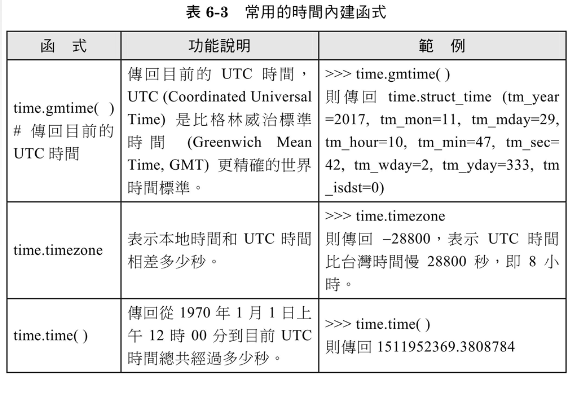 表 6-3 常用的時間內建函式
函 式
功能說明
範 例
time.gmtime( )
# 傳回目前的
UTC 時間
傳回目前的 UTC 時間，
UTC (Coordinated Universal
Time) 是比格林威治標準
時間 (Greenwich Mean
Time, GMT) 更精確的世界
時間標準。
>>> time.gmtime( )
則傳回 time.struct_time (tm_year
=2017, tm_mon=11, tm_mday=29,
tm_hour=10, tm_min=47, tm_sec=
42, tm_wday=2, tm_yday=333, tm
_isdst=0)
time.timezone
表示本地時間和 UTC 時間
相差多少秒。
>>> time.timezone
則傳回 –28800，表示 UTC 時間
比台灣時間慢 28800 秒，即 8 小
時。
time.time( )
傳回從 1970 年 1 月 1 日上
午 12 時 00 分到目前 UTC
時間總共經過多少秒。
>>> time.time( )
則傳回 1511952369.3808784